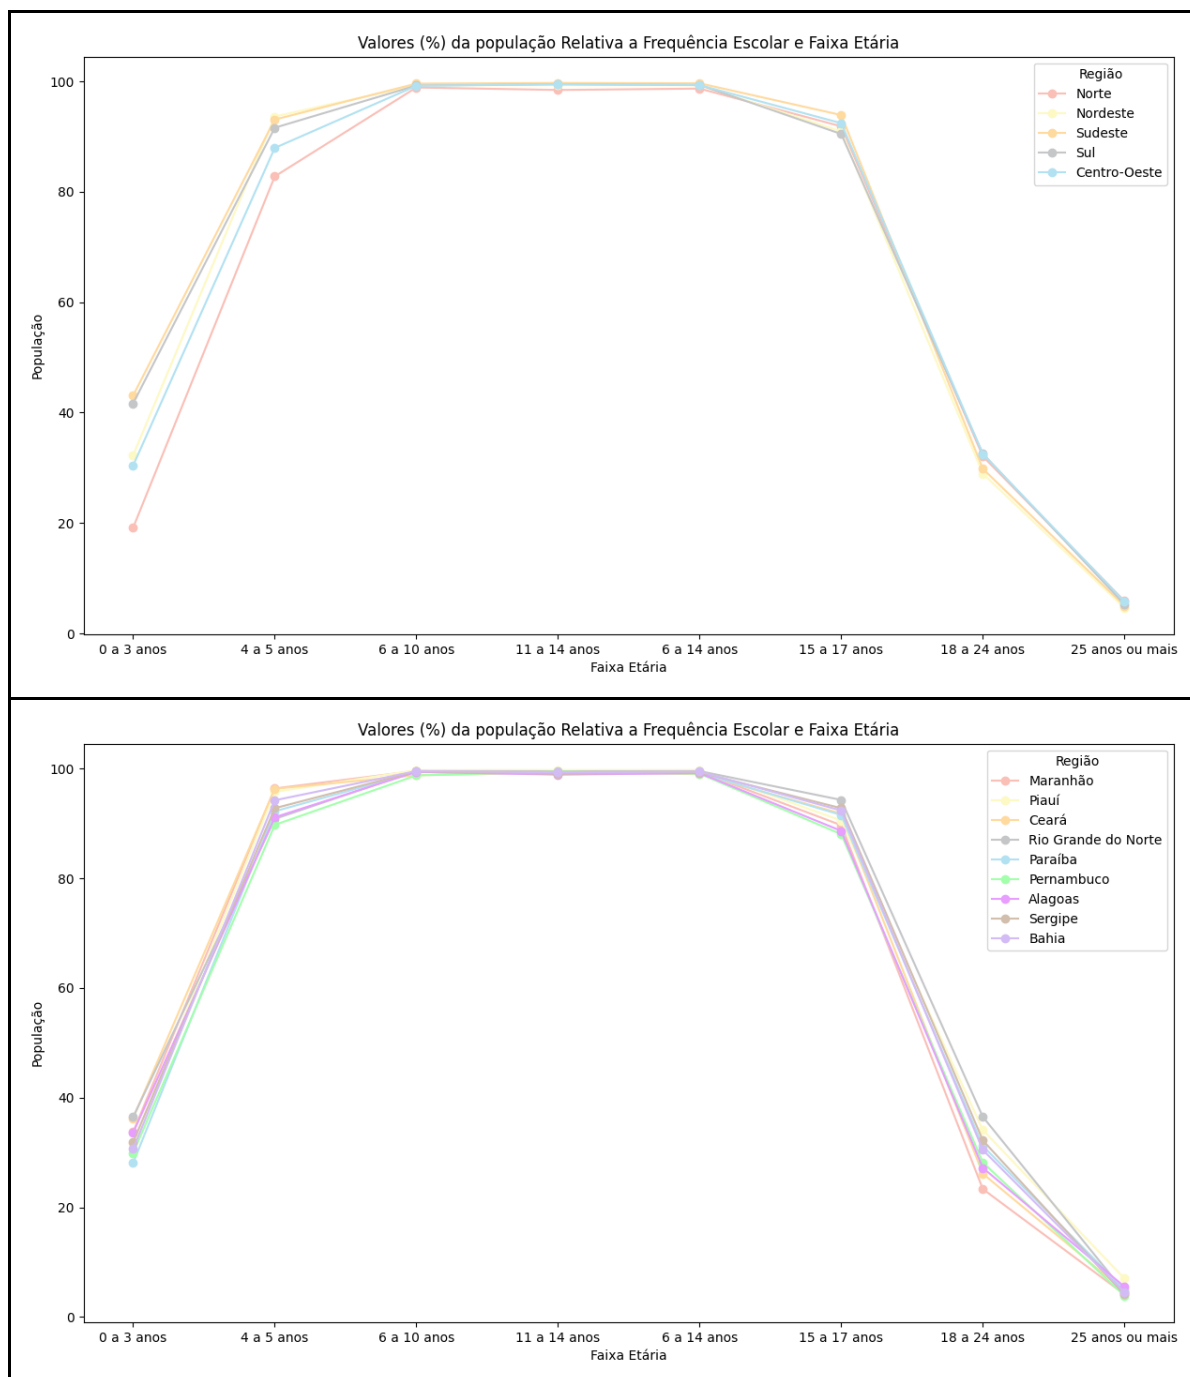 Valores (%) da população Relativa a Frequência Escolar e Faixa Etária
Região
Norte
Nordeste
Sudeste
Sul
Centro-Oeste
População
100
80
60
40
20
0
0 a 3 anos 4 a 5 anos 6 a 10 anos 11 a 14 anos 6 a 14 anos 15 a 17 anos 18 a 24 anos 25 anos ou mais
Faixa Etária
Valores (%) da população Relativa a Frequência Escolar e Faixa Etária
Região
Maranhão
Piauí
Ceará
Rio Grande do Norte
Paraíba
Pernambuco
Alagoas
Sergipe
Bahia
População
100
80
60
40
20
0
0 a 3 anos 4 a 5 anos 6 a 10 anos 11 a 14 anos 6 a 14 anos 15 a 17 anos 18 a 24 anos 25 anos ou mais
Faixa Etária